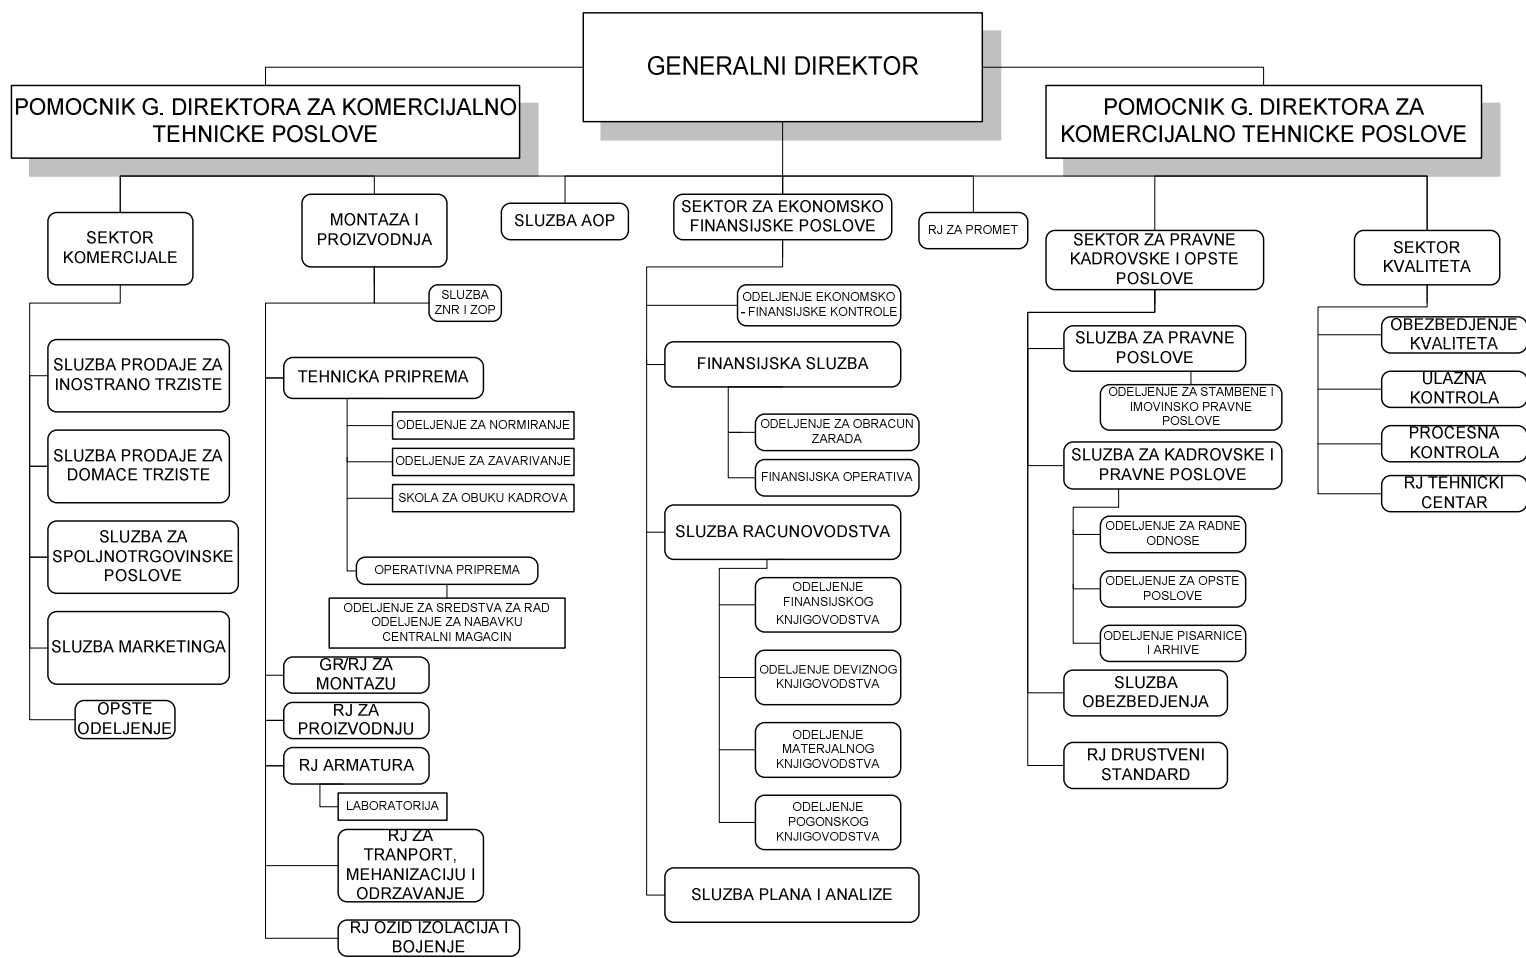 GENERALNI DIREKTOR
POMOCNIK G. DIREKTORA ZA KOMERCIJALNO
TEHNICKE POSLOVE
POMOCNIK G. DIREKTORA ZA
KOMERCIJALNO TEHNICKE POSLOVE
SEKTOR
KOMERCIJALE
SLUZBA PRODAJE ZA
INOSTRANO TRZISTE
SLUZBA PRODAJE ZA
DOMACE TRZISTE
SLUZBA ZA
SPOLJNOTRGOVINSKE
POSLOVE
SLUZBA MARKETINGA
OPSTE
ODELJENJE
MONTAZA I
PROIZVODNJA
SLUZBA
ZNR I ZOP
TEHNICKA PRIPREMA
ODELJENJE ZA NORMIRANJE
ODELJENJE ZA ZAVARIVANJE
SKOLA ZA OBUKU KADROVA
OPERATIVNA PRIPREMA
ODELJENJE ZA SREDSTVA ZA RAD
ODELJENJE ZA NABAVKU
CENTRALNI MAGACIN
GR/RJ ZA
MONTAZU
RJ ZA
PROIZVODNJU
RJ ARMATURA
LABORATORIJA
RJ ZA
TRANPORT,
MEHANIZACIJU I
ODRZAVANJE
RJ OZID IZOLACIJA I
BOJENJE
SLUZBA AOP
SEKTOR ZA EKONOMSKO
FINANSIJSKE POSLOVE
ODELJENJE EKONOMSKO
- FINANSIJSKE KONTROLE
FINANSIJSKA SLUZBA
ODELJENJE ZA OBRACUN
ZARADA
FINANSIJSKA OPERATIVA
SLUZBA RACUNOVODSTVA
ODELJENJE
FINANSIJSKOG
KNJIGOVODSTVA
ODELJENJE DEVIZNOG
KNJIGOVODSTVA
ODELJENJE
MATERJALNOG
KNJIGOVODSTVA
ODELJENJE
POGONSKOG
KNJIGOVODSTVA
SLUZBA PLANA I ANALIZE
RJ ZA PROMET
SEKTOR ZA PRAVNE
KADROVSKE I OPSTE
POSLOVE
SLUZBA ZA PRAVNE
POSLOVE
ODELJENJE ZA STAMBENE I
IMOVINSKO PRAVNE
POSLOVE
SLUZBA ZA KADROVSKE I
PRAVNE POSLOVE
ODELJENJE ZA RADNE
ODNOSE
ODELJENJE ZA OPSTE
POSLOVE
ODELJENJE PISARNICE
I ARHIVE
SLUZBA
OBEZBEDJENJA
RJ DRUSTVENI
STANDARD
SEKTOR
KVALITETA
OBEZBEDJENJE
KVALITETA
ULAZNA
KONTROLA
PROCESNA
KONTROLA
RJ TEHNICKI
CENTAR